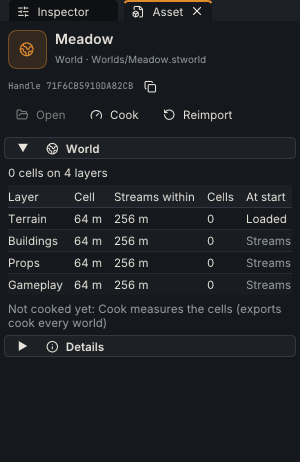 Inspector Asset
Meadow
World · Worlds/Meadow.stworld
Handle 71F6CB5910DA82CB
Open Cook Reimport
World
0 cells on 4 layers
Layer Cell Streams within Cells At start
Terrain 64 m 256 m 0 Loaded
Buildings 64 m 256 m 0 Streams
Props 64 m 256 m 0 Streams
Gameplay 64 m 256 m 0 Streams
Not cooked yet: Cook measures the cells (exports
cook every world)
Details